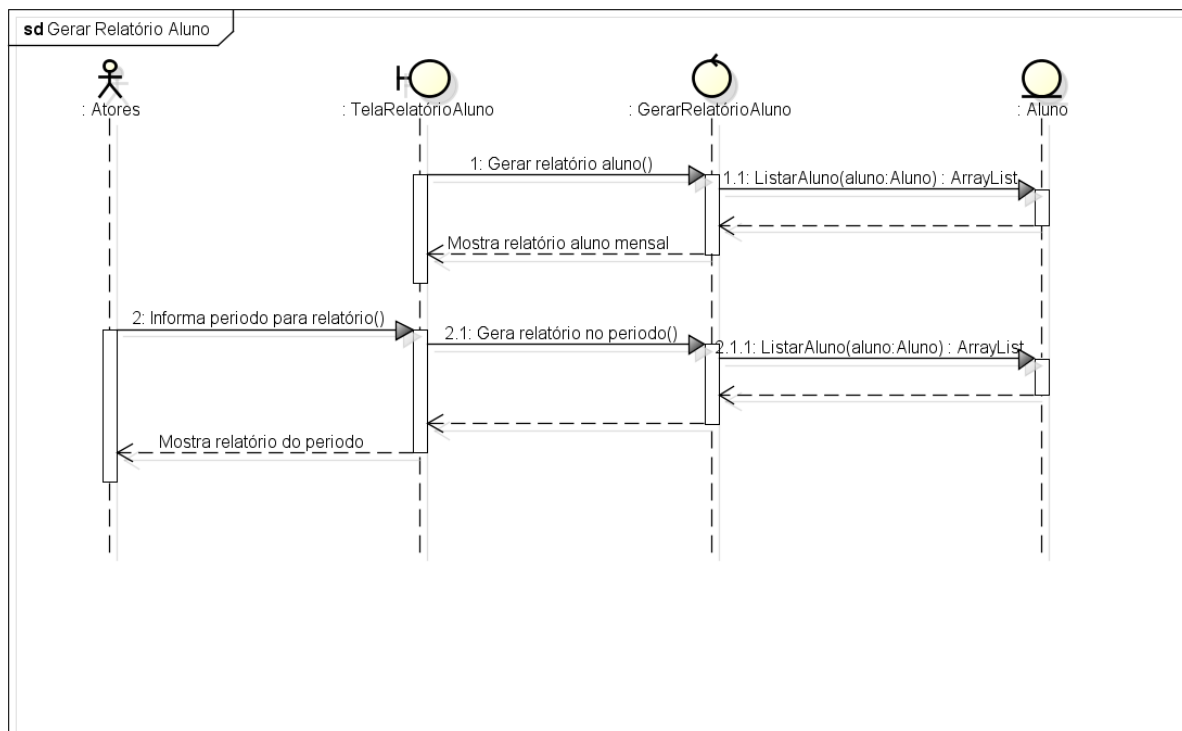 sd Gerar Relatório Aluno
: Atores
: TelaRelatórioAluno
: GerarRelatórioAluno
: Aluno
1: Gerar relatório aluno()
1.1: ListarAluno(aluno:Aluno) : ArrayList
Mostra relatório aluno mensal
2: Informa periodo para relatório()
2.1: Gera relatório no periodo()
2.1.1: ListarAluno(aluno:Aluno) : ArrayList
Mostra relatório do periodo